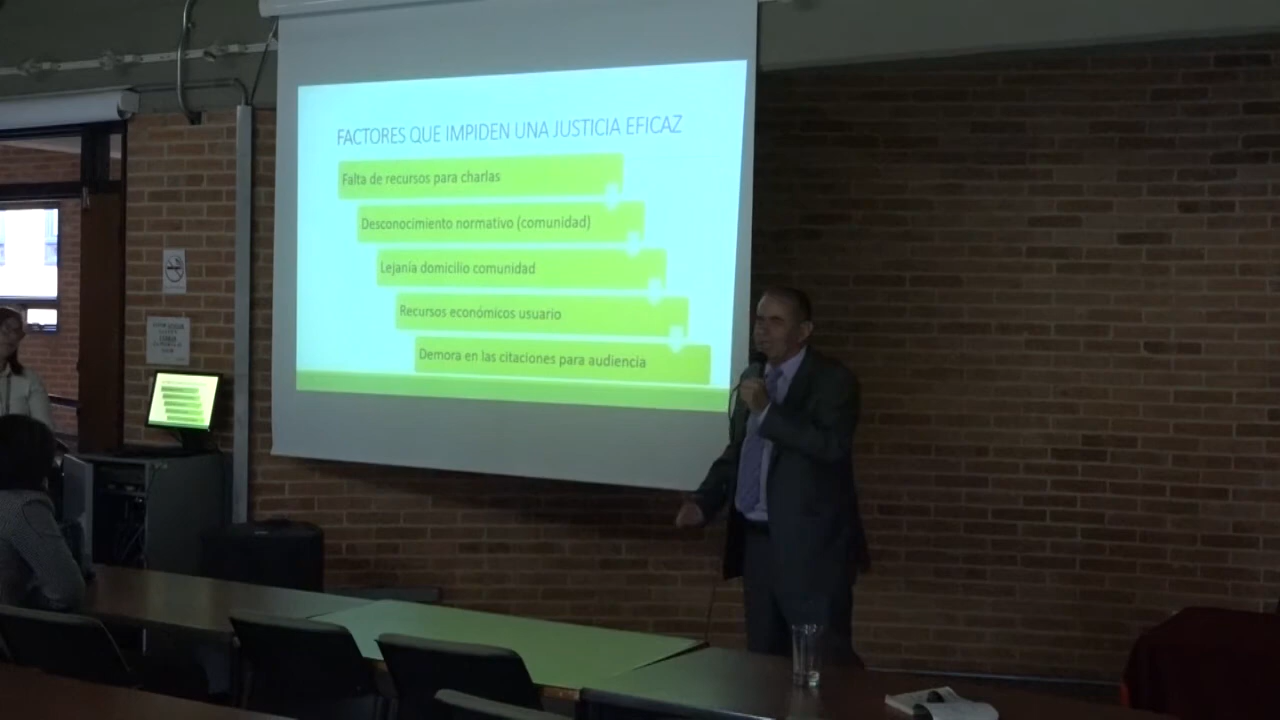 FACTORES QUE IMPIDEN UNA JUSTICIA EFICAZ
Falta de recursos para charlas
Desconocimiento normativo (comunidad)
Lejanía domicilio comunidad
Recursos económicos usuario
Demora en las citaciones para audiencia